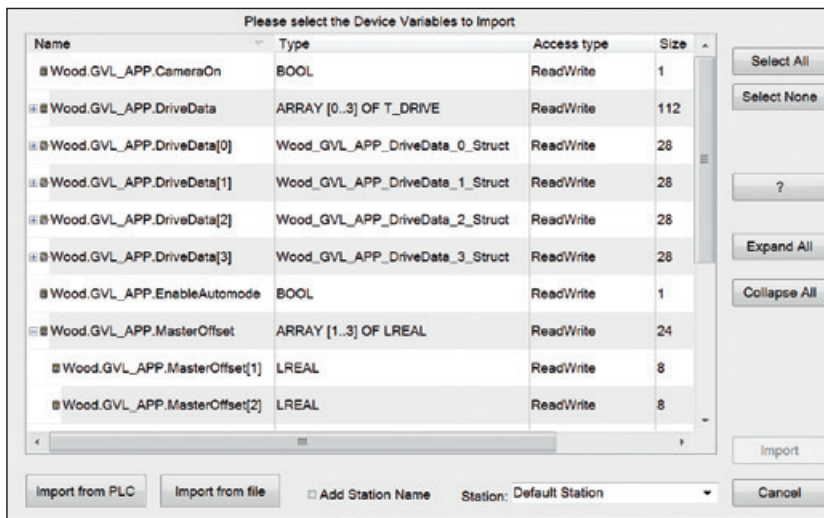 Please select the Device Variables to Import
Name Type Access type Size
Wood.GVL_APP.CameraOn BOOL ReadWrite 1
Wood.GVL_APP.DriveData ARRAY [0..3] OF T_DRIVE ReadWrite 112
Wood.GVL_APP.DriveData[0] Wood_GVL_APP_DriveData_0_Struct ReadWrite 28
Wood.GVL_APP.DriveData[1] Wood_GVL_APP_DriveData_1_Struct ReadWrite 28
Wood.GVL_APP.DriveData[2] Wood_GVL_APP_DriveData_2_Struct ReadWrite 28
Wood.GVL_APP.DriveData[3] Wood_GVL_APP_DriveData_3_Struct ReadWrite 28
Wood.GVL_APP.EnableAutomode BOOL ReadWrite 1
Wood.GVL_APP.MasterOffset ARRAY [1..3] OF LREAL ReadWrite 24
Wood.GVL_APP.MasterOffset[1] LREAL ReadWrite 8
Wood.GVL_APP.MasterOffset[2] LREAL ReadWrite 8
Select All
Select None
?
Expand All
Collapse All
Import
Import from PLC Import from file Add Station Name Station: Default Station Cancel